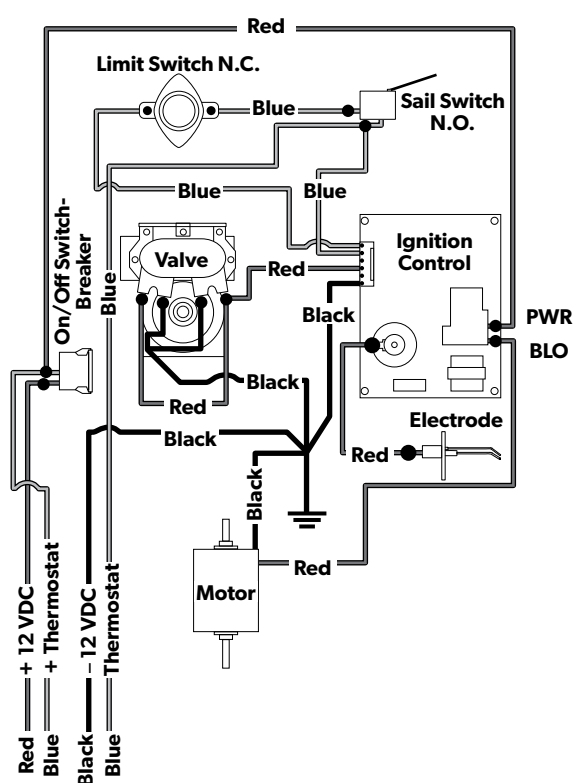 Red
Limit Switch N.C.
Blue
Sail Switch
N.O.
Blue
Blue
Ignition
Control
Valve
Red
On/Off Switch-
Breaker
Blue
Black
PWR
BLO
Black
Red
Black
Electrode
Red
Black
Red
Motor
Red + 12 VDC
Blue + Thermostat
Black – 12 VDC
Blue Thermostat